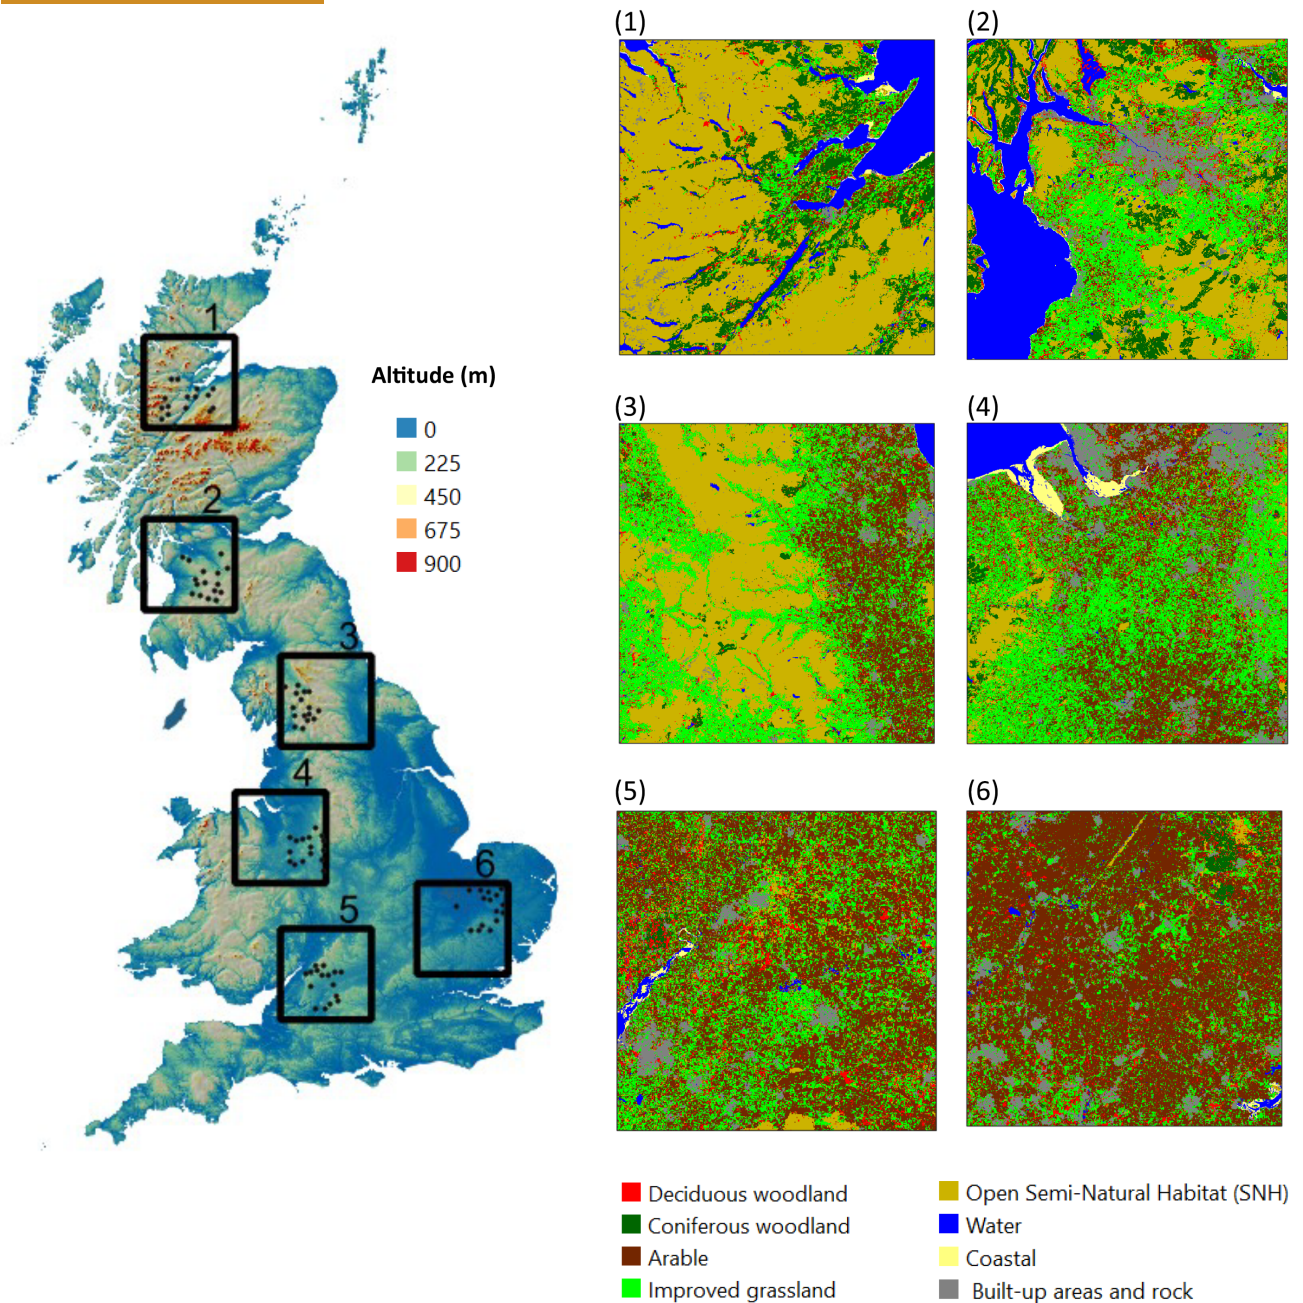 1
2
3
4
5
6
Altitude (m)
0
225
450
675
900
(1)
(2)
(3)
(4)
(5)
(6)
Deciduous woodland
Coniferous woodland
Arable
Improved grassland
Open Semi-Natural Habitat (SNH)
Water
Coastal
Built-up areas and rock